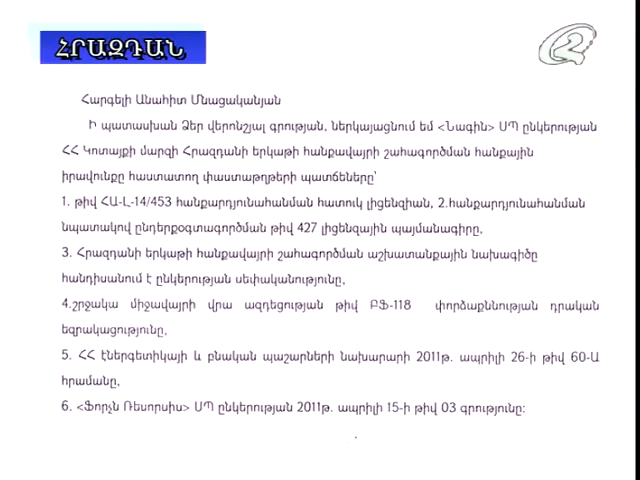 ՀՐԱԶԴԱՆ
Հարգելի Անահիտ Մնացականյան
Ի պատասխան Ձեր վերոնշյալ գրության, ներկայացնում եմ <Նագին> ՍՊ ընկերության
ՀՀ Կոտայքի մարզի Հրազդանի երկաթի հանքավայրի շահագործման հանքային
իրավունքը հաստատող փաստաթղթերի պատճեները՝
1. թիվ ՀԱ-Լ-14/453 հանքարդյունահանման հատուկ լիցենզիան, 2.հանքարդյունահանման
նպատակով ընդերքօգտագործման թիվ 427 լիցենզային պայմանագիրը,
3. Հրազդանի երկաթի հանքավայրի շահագործման աշխատանքային նախագիծը
հանդիսանում է ընկերության սեփականությունը,
4.շրջակա միջավայրի վրա ազդեցության թիվ ԲՓ-118 փորձաքննության դրական
եզրակացությունը,
5. ՀՀ էներգետիկայի և բնական պաշարների նախարարի 2011թ. ապրիլի 26-ի թիվ 60-Ա
հրամանը,
6. <Ֆորչն Ռեսորսիս> ՍՊ ընկերության 2011թ. ապրիլի 15-ի թիվ 03 գրությունը: